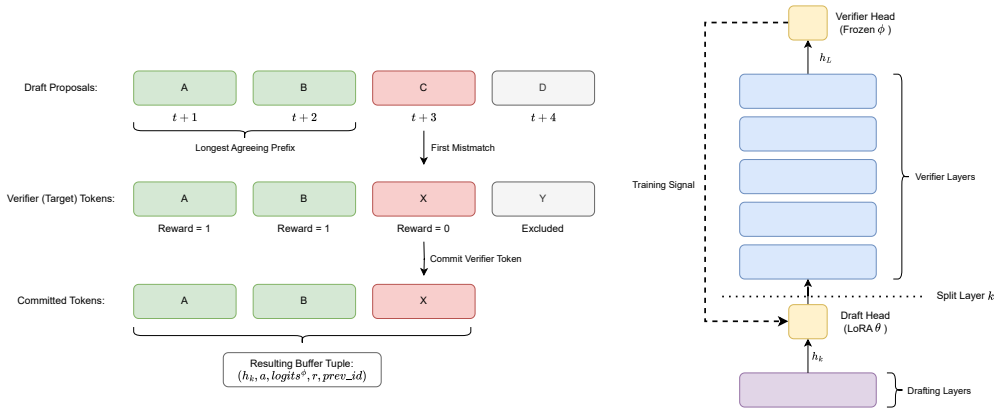 Draft Proposals:
A
B
C
D
t + 1
t + 2
t + 3
t + 4
Longest Agreeing Prefix
First Mismatch
Verifier (Target) Tokens:
A
B
X
Y
Reward = 1
Reward = 1
Reward = 0
Excluded
Commit Verifier Token
Committed Tokens:
A
B
X
Resulting Buffer Tuple:
(h_k, a, logits^ϕ, r, prev_id)
Verifier Head
(Frozen ϕ )
h_L
Verifier Layers
Training Signal
Split Layer k
Draft Head
(LoRA θ )
h_k
Drafting Layers